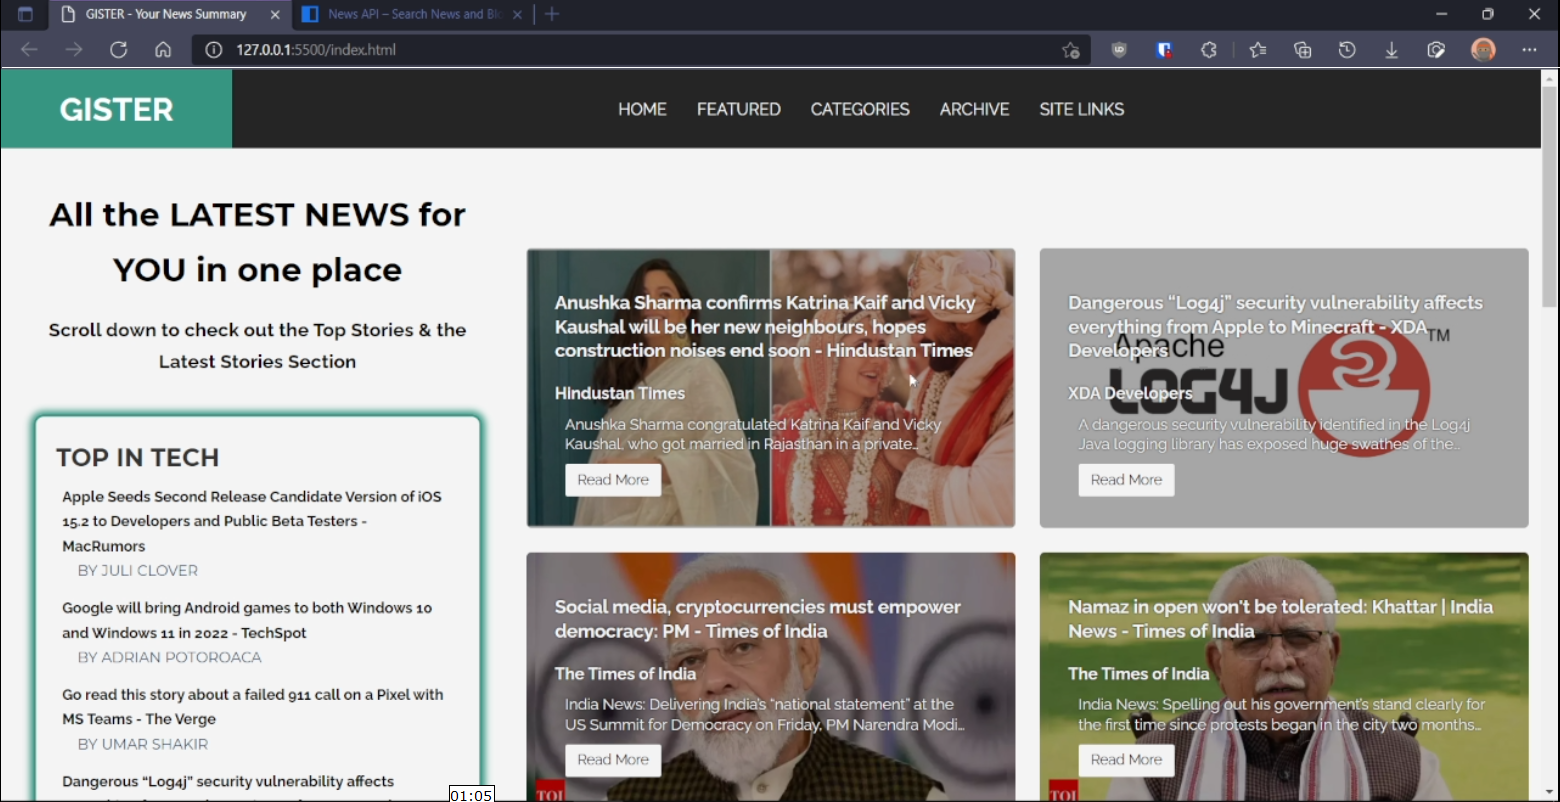 GISTER - Your News Summary
News API – Search News and Blo
127.0.0.1:5500/index.html
GISTER
HOME FEATURED CATEGORIES ARCHIVE SITE LINKS
All the LATEST NEWS for
YOU in one place
Scroll down to check out the Top Stories & the
Latest Stories Section
TOP IN TECH
Apple Seeds Second Release Candidate Version of iOS
15.2 to Developers and Public Beta Testers -
MacRumors
BY JULI CLOVER
Google will bring Android games to both Windows 10
and Windows 11 in 2022 - TechSpot
BY ADRIAN POTOROACA
Go read this story about a failed 911 call on a Pixel with
MS Teams - The Verge
BY UMAR SHAKIR
Dangerous “Log4j” security vulnerability affects
Anushka Sharma confirms Katrina Kaif and Vicky
Kaushal will be her new neighbours, hopes
construction noises end soon - Hindustan Times
Hindustan Times
Anushka Sharma congratulated Katrina Kaif and Vicky
Kaushal, who got married in Rajasthan in a private…
Read More
Dangerous “Log4j” security vulnerability affects
everything from Apple to Minecraft - XDA
Developers
XDA Developers
A dangerous security vulnerability identified in the Log4j
Java logging library has exposed huge swathes of the…
Read More
Apache
LOG4J
TM
Social media, cryptocurrencies must empower
democracy: PM - Times of India
The Times of India
India News: Delivering India's “national statement” at the
US Summit for Democracy on Friday, PM Narendra Modi…
Read More
TOI
Namaz in open won't be tolerated: Khattar | India
News - Times of India
The Times of India
India News: Spelling out his government's stand clearly for
the first time since protests began in the city two months…
Read More
TOI
01:05